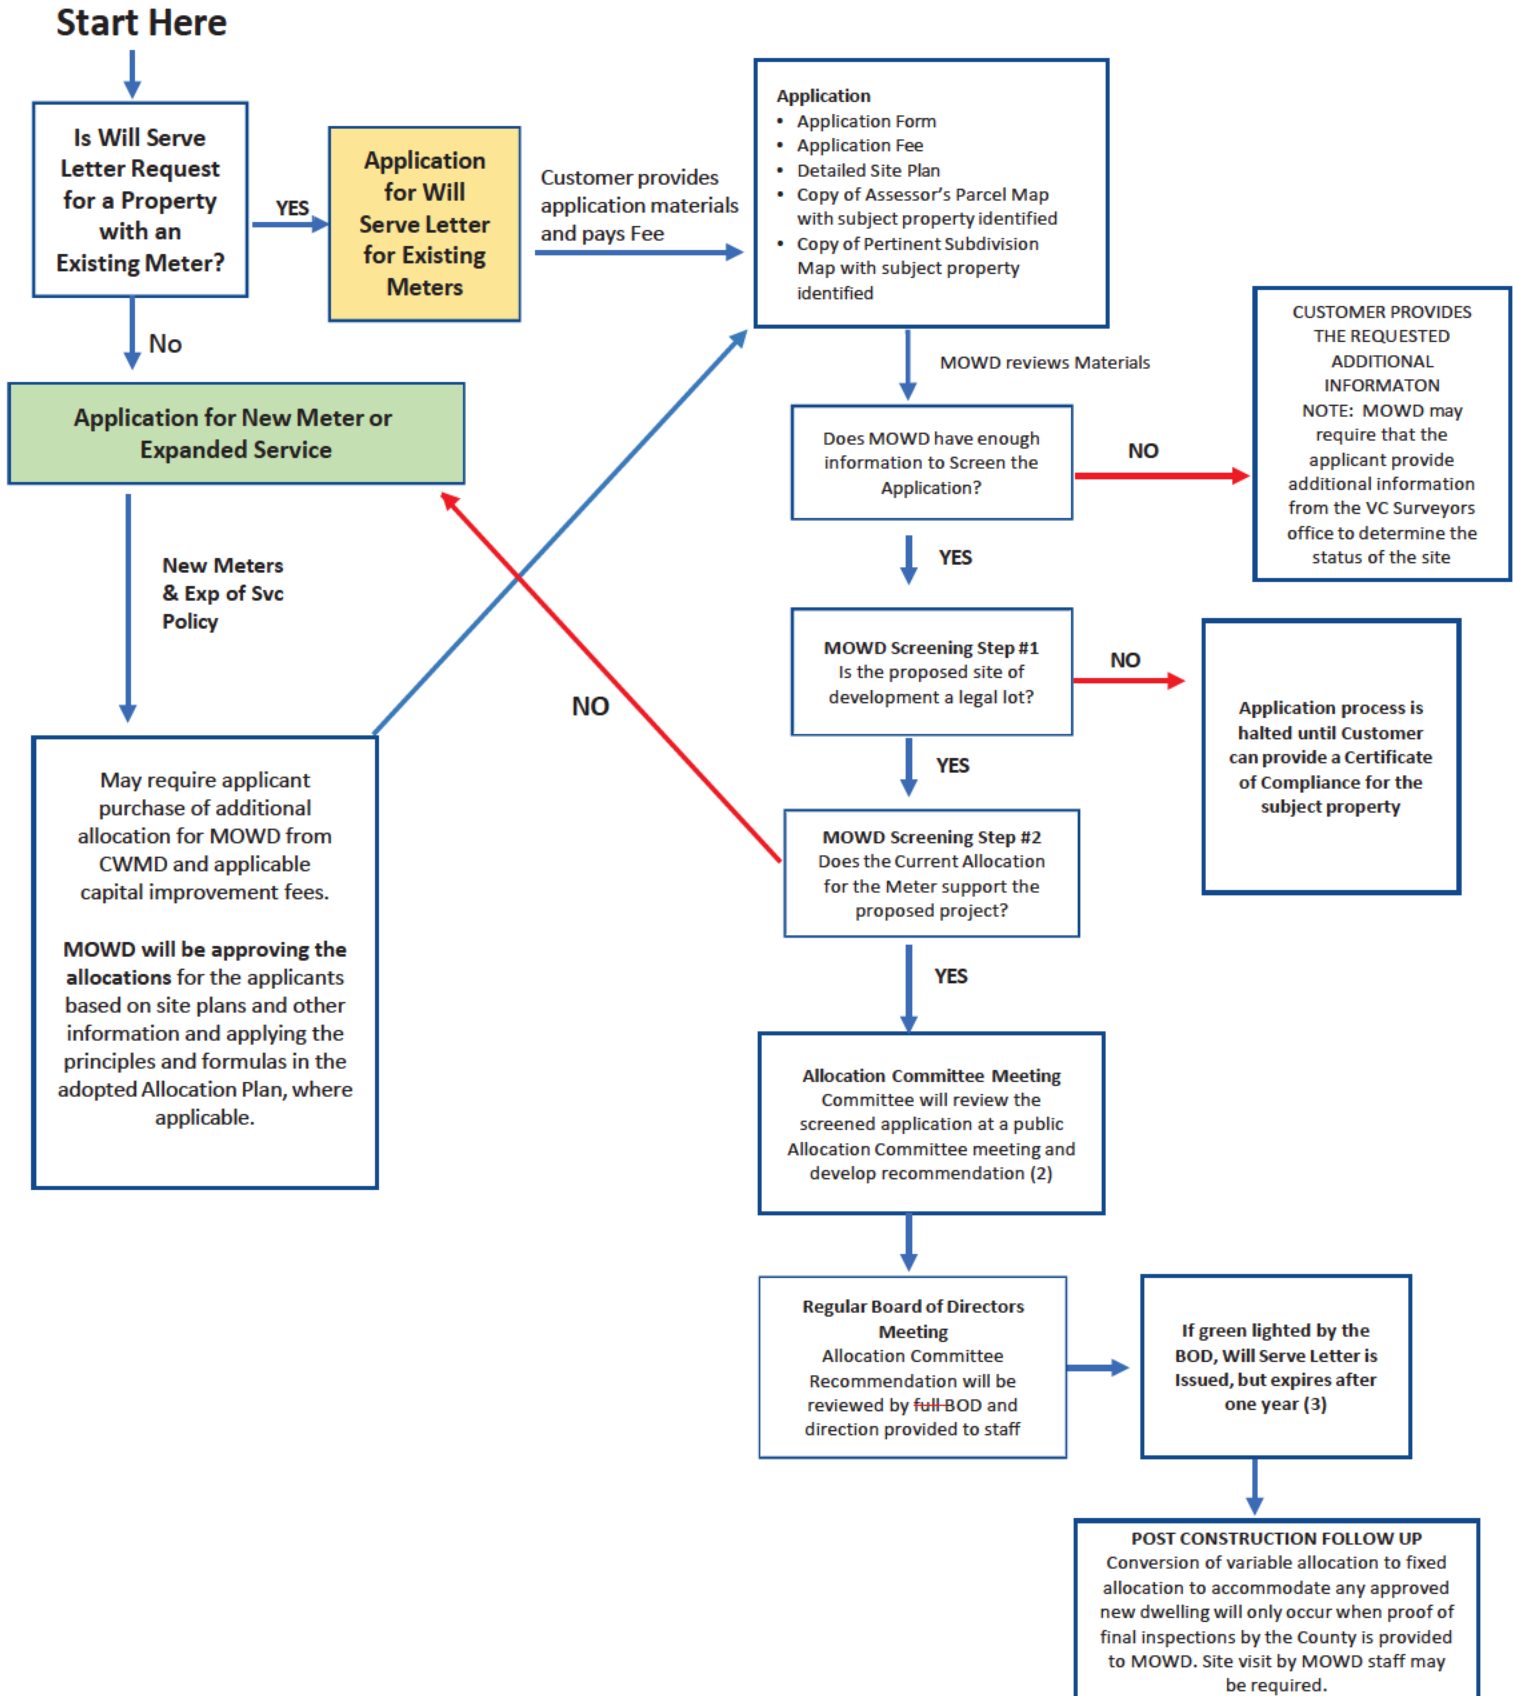 Start Here
Is Will Serve
Letter Request
for a Property
with an
Existing Meter?
YES
No
Application
for Will
Serve Letter
for Existing
Meters
Customer provides
application materials
and pays Fee
Application
• Application Form
• Application Fee
• Detailed Site Plan
• Copy of Assessor's Parcel Map
with subject property identified
• Copy of Pertinent Subdivision
Map with subject property
identified
MOWD reviews Materials
Does MOWD have enough
information to Screen the
Application?
NO
CUSTOMER PROVIDES
THE REQUESTED
ADDITIONAL
INFORMATON
NOTE: MOWD may
require that the
applicant provide
additional information
from the VC Surveyors
office to determine the
status of the site
YES
Application for New Meter or
Expanded Service
New Meters
& Exp of Svc
Policy
May require applicant
purchase of additional
allocation for MOWD from
CWMD and applicable
capital improvement fees.
MOWD will be approving the
allocations for the applicants
based on site plans and other
information and applying the
principles and formulas in the
adopted Allocation Plan, where
applicable.
NO
MOWD Screening Step #1
Is the proposed site of
development a legal lot?
NO
Application process is
halted until Customer
can provide a Certificate
of Compliance for the
subject property
YES
MOWD Screening Step #2
Does the Current Allocation
for the Meter support the
proposed project?
YES
Allocation Committee Meeting
Committee will review the
screened application at a public
Allocation Committee meeting and
develop recommendation (2)
Regular Board of Directors
Meeting
Allocation Committee
Recommendation will be
reviewed by full BOD and
direction provided to staff
If green lighted by the
BOD, Will Serve Letter is
Issued, but expires after
one year (3)
POST CONSTRUCTION FOLLOW UP
Conversion of variable allocation to fixed
allocation to accommodate any approved
new dwelling will only occur when proof of
final inspections by the County is provided
to MOWD. Site visit by MOWD staff may
be required.